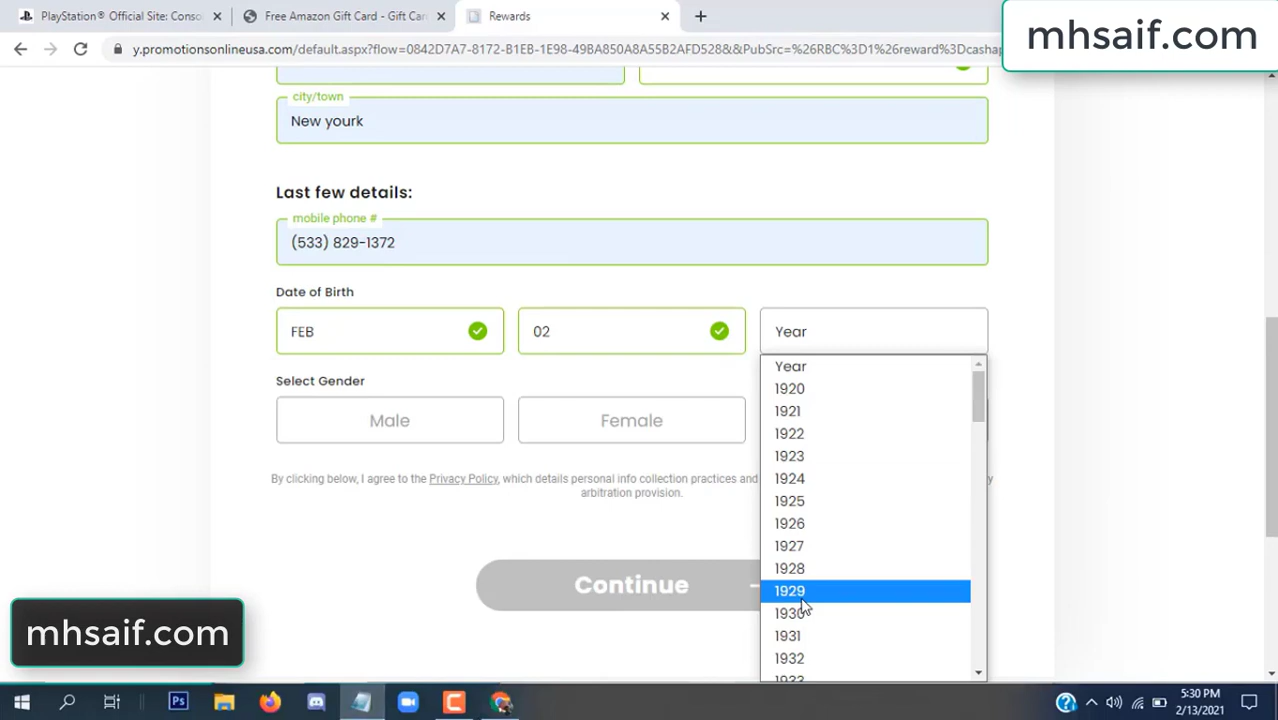 PlayStation® Official Site: Conso
Free Amazon Gift Card - Gift Car
Rewards
mhsaif.com
y.promotionsonlineusa.com/default.aspx?flow=0842D7A7-8172-B1EB-1E98-49BA850A8A55B2AFD528&&PubSrc=%26RBC%3D1%26reward%3Dcashap
city/town
New yourk
Last few details:
mobile phone #
(533) 829-1372
Date of Birth
FEB
02
Year
Year
1920
1921
1922
1923
1924
1925
1926
1927
1928
1929
1930
1931
1932
1933
Select Gender
Male
Female
By clicking below, I agree to the Privacy Policy, which details personal info collection practices and
arbitration provision.
Continue
mhsaif.com
Ps
5:30 PM
2/13/2021